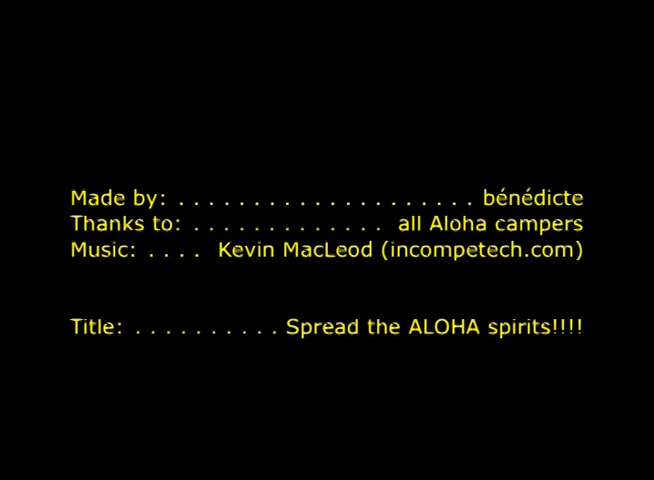 Made by: . . . . . . . . . . . . . . . . . . . . bénédicte
Thanks to: . . . . . . . . . . . . . all Aloha campers
Music: . . . . Kevin MacLeod (incompetech.com)
Title: . . . . . . . . . . Spread the ALOHA spirits!!!!